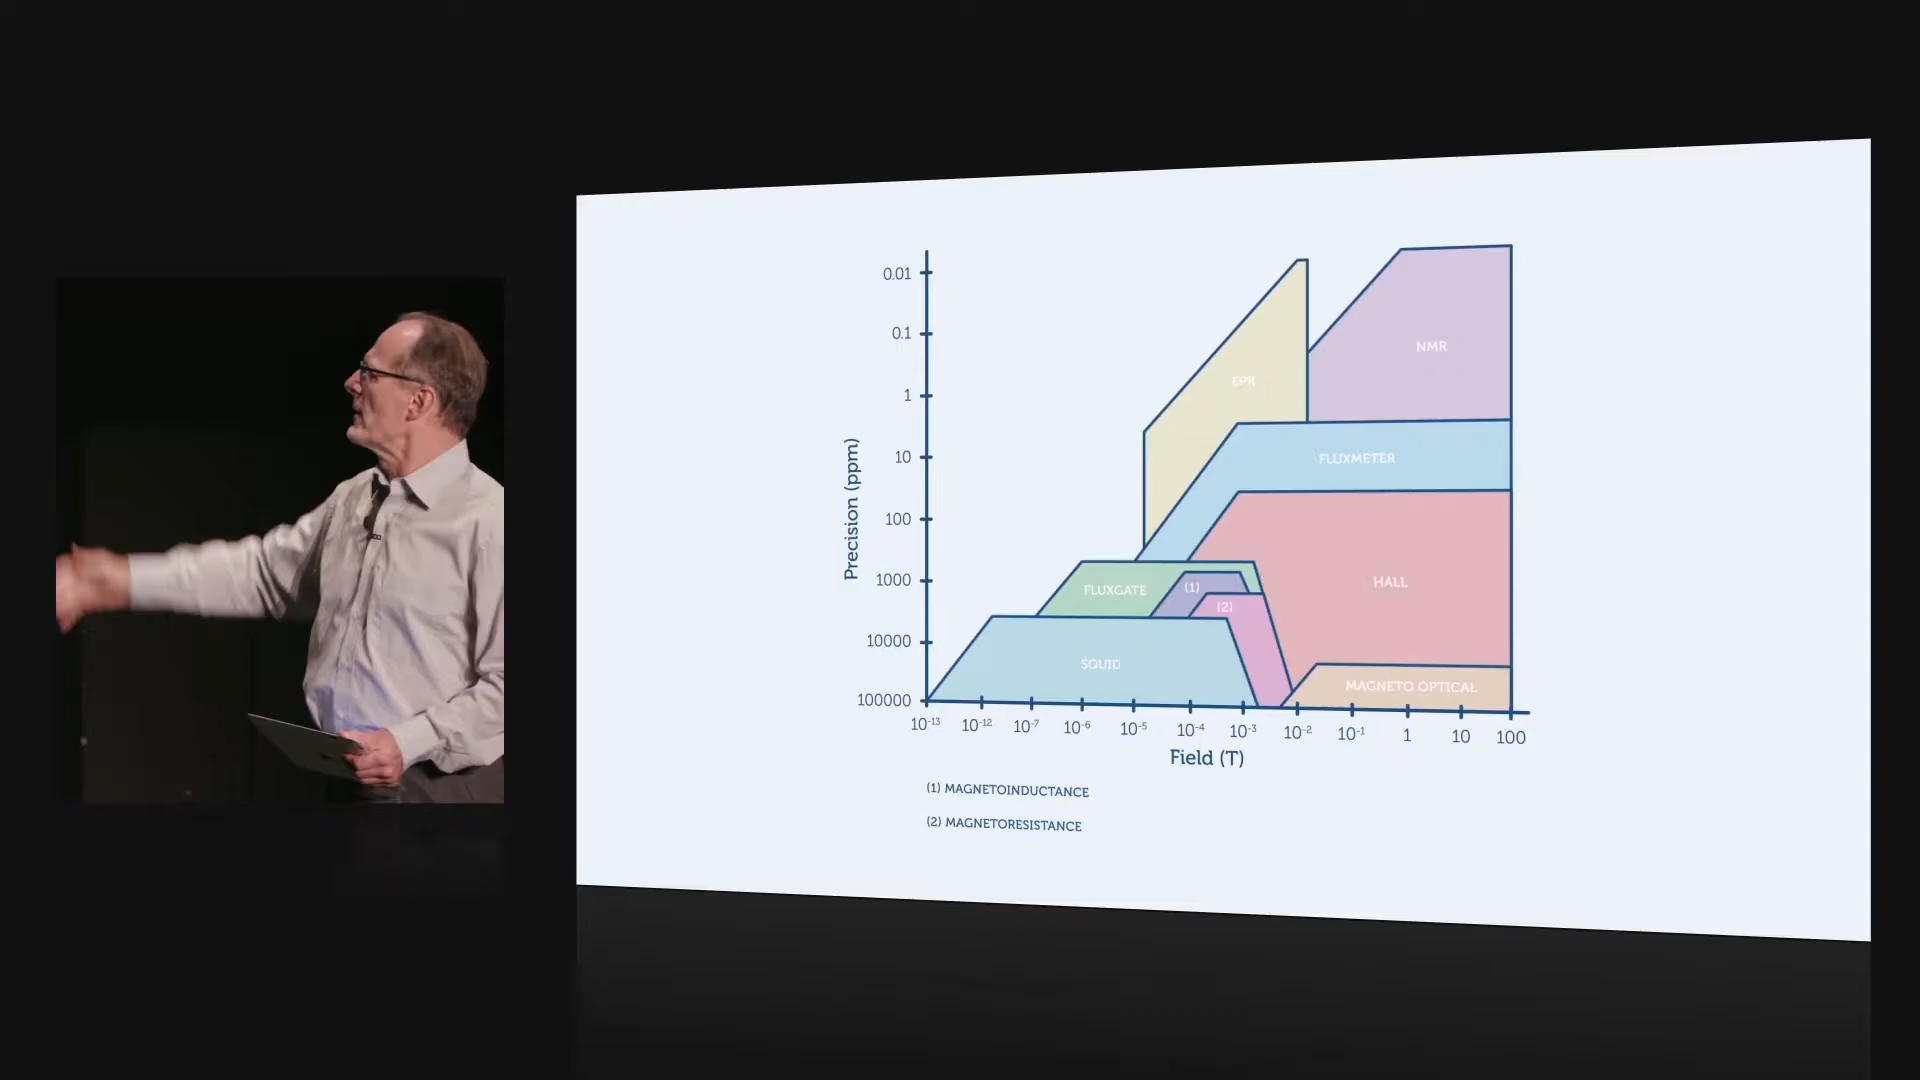 0.01
0.1
1
10
100
1000
10000
100000
Precision (ppm)
EPR
NMR
FLUXMETER
HALL
FLUXGATE
(1)
(2)
SQUID
MAGNETO OPTICAL
10⁻¹³ 10⁻¹² 10⁻⁷ 10⁻⁶ 10⁻⁵ 10⁻⁴ 10⁻³ 10⁻² 10⁻¹ 1 10 100
Field (T)
(1) MAGNETOINDUCTANCE
(2) MAGNETORESISTANCE